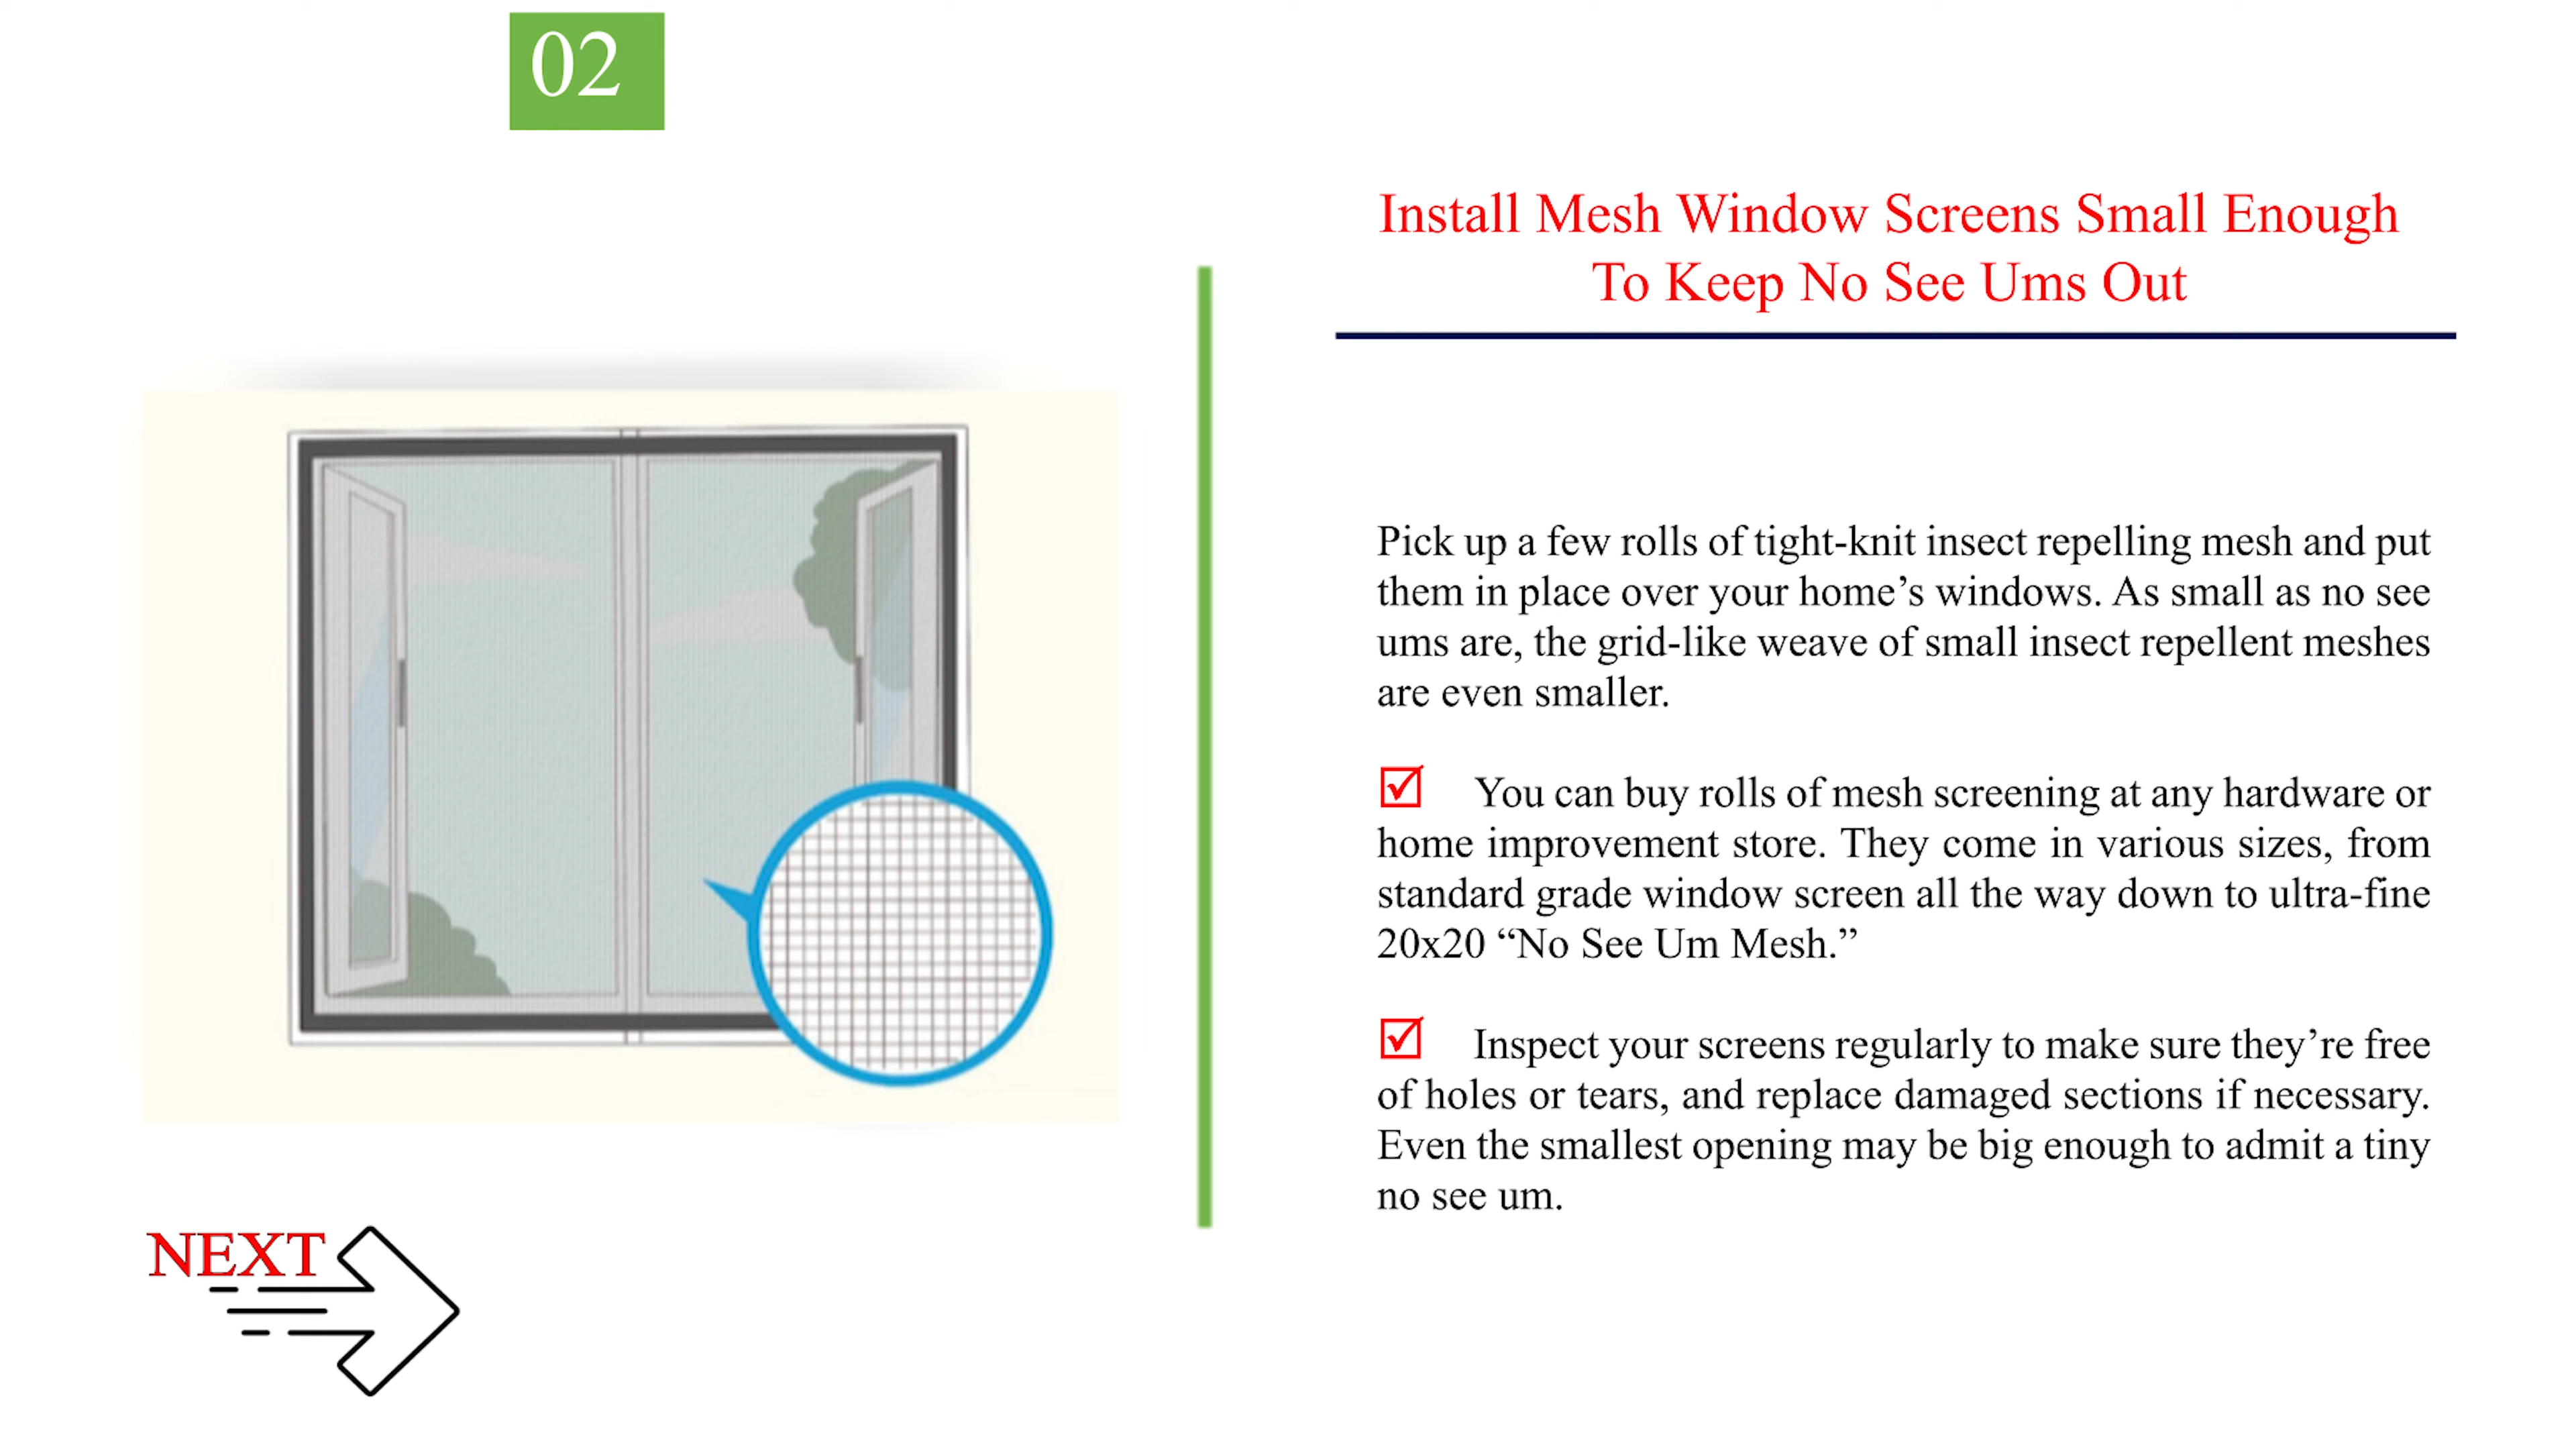 02
Install Mesh Window Screens Small Enough
To Keep No See Ums Out
Pick up a few rolls of tight-knit insect repelling mesh and put
them in place over your home’s windows. As small as no see
ums are, the grid-like weave of small insect repellent meshes
are even smaller.
You can buy rolls of mesh screening at any hardware or
home improvement store. They come in various sizes, from
standard grade window screen all the way down to ultra-fine
20x20 “No See Um Mesh.”
Inspect your screens regularly to make sure they’re free
of holes or tears, and replace damaged sections if necessary.
Even the smallest opening may be big enough to admit a tiny
no see um.
NEXT